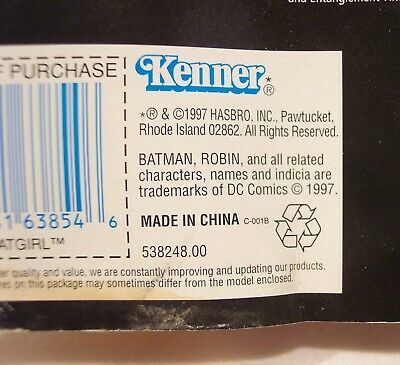 and Entanglement
PURCHASE
Kenner®
*® & ©1997 HASBRO, INC., Pawtucket,
Rhode Island 02862. All Rights Reserved.
BATMAN, ROBIN, and all related
characters, names and indicia are
trademarks of DC Comics © 1997.
63854 6
ATGIRL™
MADE IN CHINA C-001B
538248.00
quality and value, we are constantly improving and updating our products.
on this package may sometimes differ from the model enclosed.